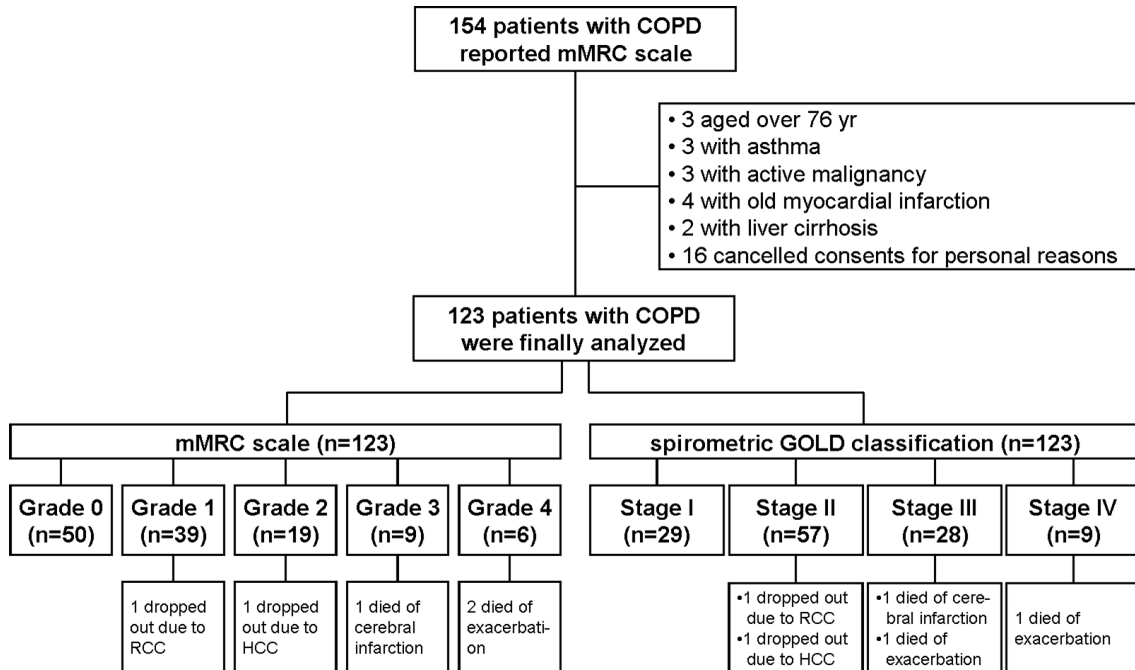 154 patients with COPD
reported mMRC scale
• 3 aged over 76 yr
• 3 with asthma
• 3 with active malignancy
• 4 with old myocardial infarction
• 2 with liver cirrhosis
• 16 cancelled consents for personal reasons
123 patients with COPD
were finally analyzed
mMRC scale (n=123)
Grade 0
(n=50)
Grade 1
(n=39)
Grade 2
(n=19)
Grade 3
(n=9)
Grade 4
(n=6)
1 dropped
out due to
RCC
1 dropped
out due to
HCC
1 died of
cerebral
infarction
2 died of
exacerbati-
on
spirometric GOLD classification (n=123)
Stage I
(n=29)
Stage II
(n=57)
Stage III
(n=28)
Stage IV
(n=9)
•1 dropped out
due to RCC
•1 dropped out
due to HCC
•1 died of cere-
bral infarction
•1 died of
exacerbation
1 died of
exacerbation